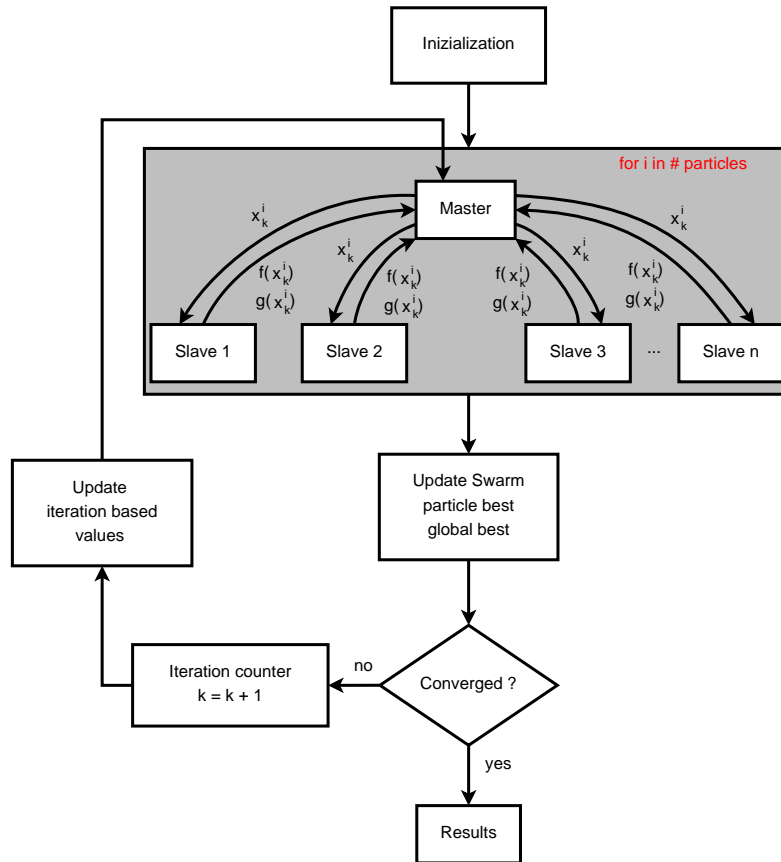 Inizialization
for i in # particles
Master
x_k^i
x_k^i
x_k^i
x_k^i
f(x_k^i)
g(x_k^i)
f(x_k^i)
g(x_k^i)
f(x_k^i)
g(x_k^i)
f(x_k^i)
g(x_k^i)
Slave 1
Slave 2
Slave 3
...
Slave n
Update
iteration based
values
Update Swarm
particle best
global best
Iteration counter
k = k + 1
no
Converged ?
yes
Results